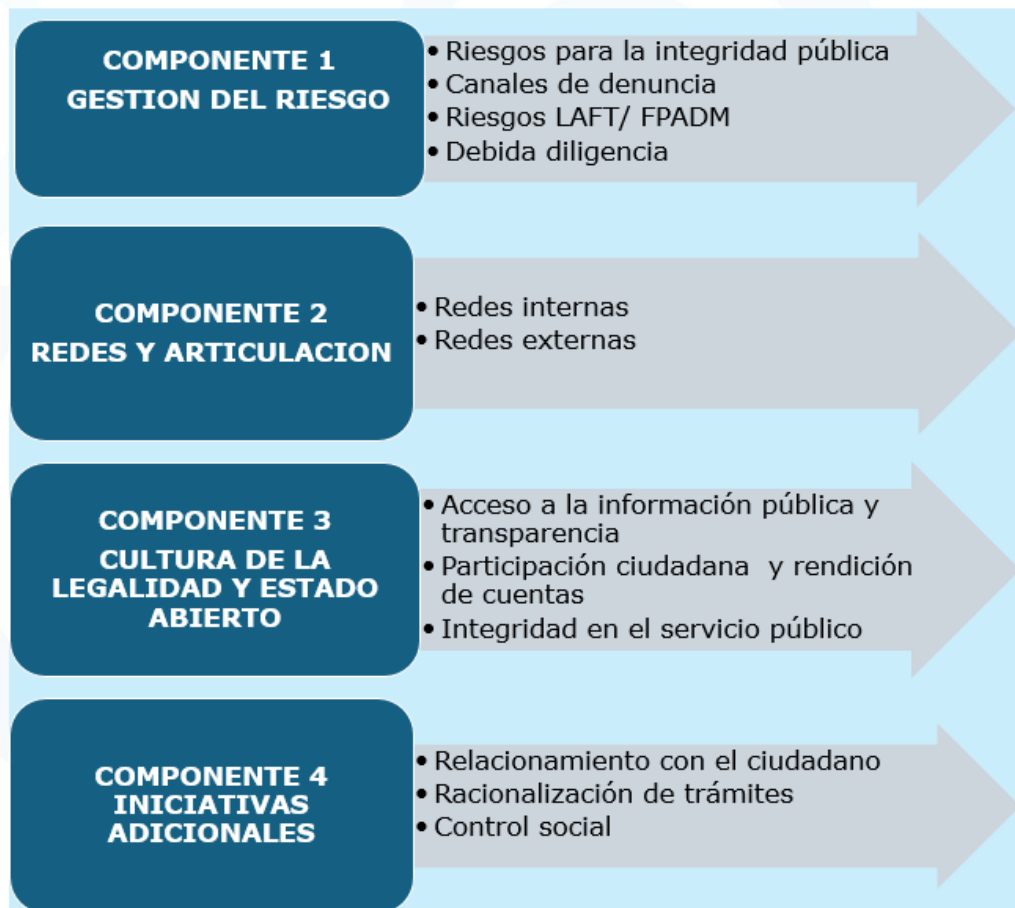 COMPONENTE 1
GESTION DEL RIESGO
• Riesgos para la integridad pública
• Canales de denuncia
• Riesgos LAFT/ FPADM
• Debida diligencia
COMPONENTE 2
REDES Y ARTICULACION
• Redes internas
• Redes externas
COMPONENTE 3
CULTURA DE LA
LEGALIDAD Y ESTADO
ABIERTO
• Acceso a la información pública y
transparencia
• Participación ciudadana y rendición
de cuentas
• Integridad en el servicio público
COMPONENTE 4
INICIATIVAS
ADICIONALES
• Relacionamiento con el ciudadano
• Racionalización de trámites
• Control social